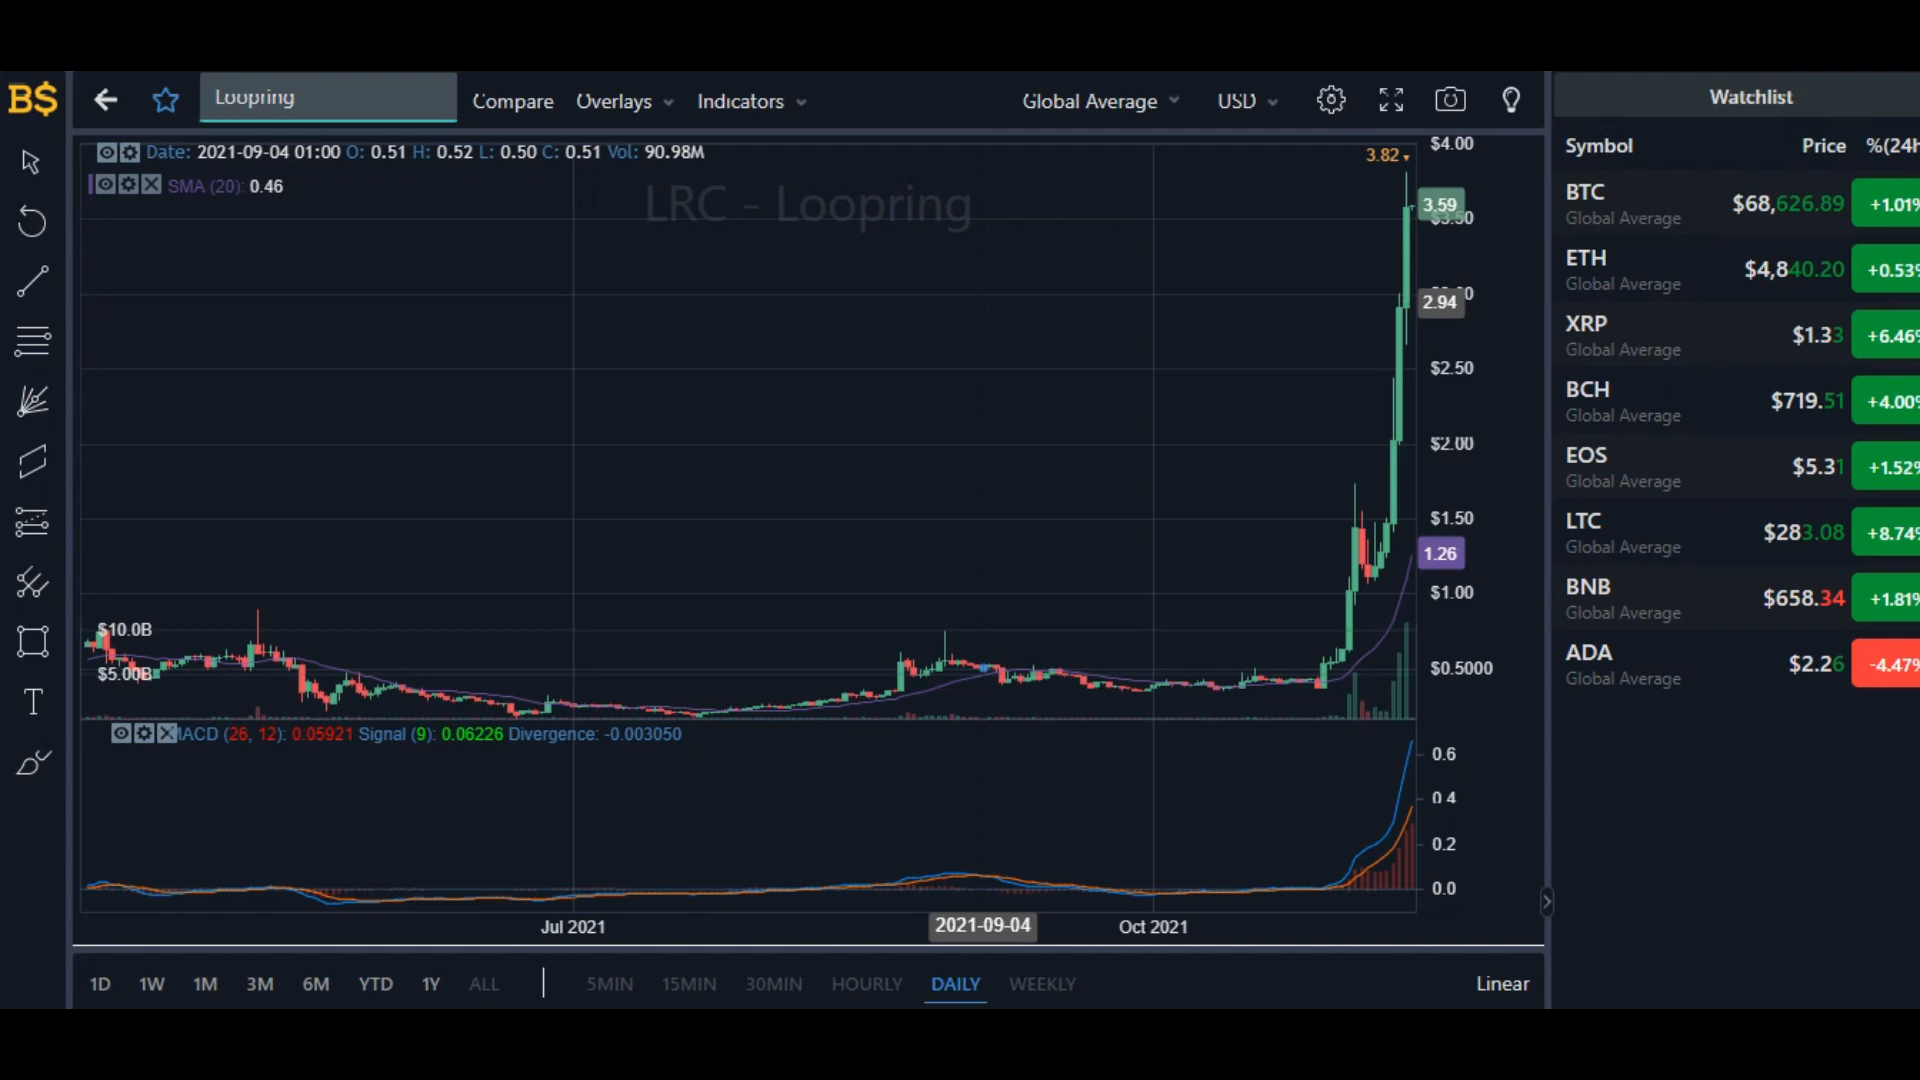 B$
Loopring
Compare Overlays Indicators Global Average USD
Watchlist
Symbol Price %(24h
Date: 2021-09-04 01:00 O: 0.51 H: 0.52 L: 0.50 C: 0.51 Vol: 90.98M
SMA (20): 0.46
LRC - Loopring
3.82
$4.00
3.59
$3.50
2.94
$2.50
$2.00
$1.50
1.26
$1.00
$0.5000
$10.0B
$5.00B
MACD (26, 12): 0.05921 Signal (9): 0.06226 Divergence: -0.003050
0.6
0.4
0.2
0.0
Jul 2021 2021-09-04 Oct 2021
1D 1W 1M 3M 6M YTD 1Y ALL 5MIN 15MIN 30MIN HOURLY DAILY WEEKLY Linear
BTC $68,626.89 +1.01%
Global Average
ETH $4,840.20 +0.53%
Global Average
XRP $1.33 +6.46%
Global Average
BCH $719.51 +4.00%
Global Average
EOS $5.31 +1.52%
Global Average
LTC $283.08 +8.74%
Global Average
BNB $658.34 +1.81%
Global Average
ADA $2.26 -4.47%
Global Average
T